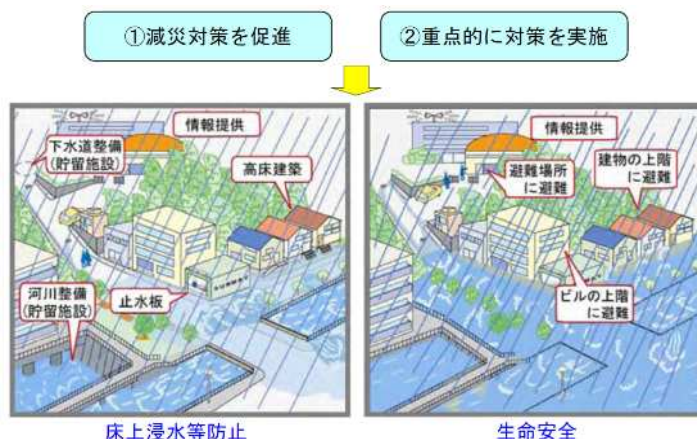 ①減災対策を促進
②重点的に対策を実施
情報提供
下水道整備
(貯留施設)
高床建築
河川整備
(貯留施設)
止水板
床上浸水等防止
情報提供
建物の上階
に避難
避難場所
に避難
ビルの上階
に避難
生命安全